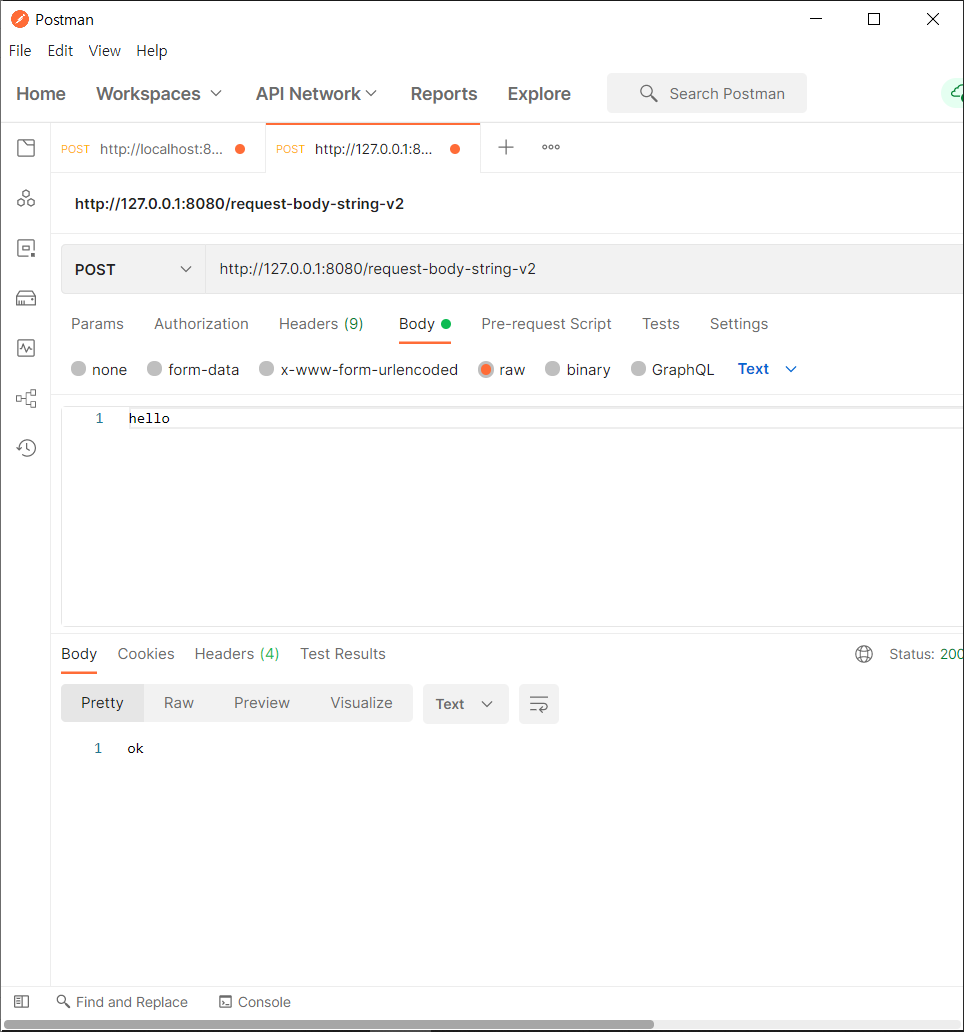 Postman
File Edit View Help
Home Workspaces API Network Reports Explore Search Postman
POST http://localhost:8... POST http://127.0.0.1:8...
http://127.0.0.1:8080/request-body-string-v2
POST http://127.0.0.1:8080/request-body-string-v2
Params Authorization Headers (9) Body Pre-request Script Tests Settings
none form-data x-www-form-urlencoded raw binary GraphQL Text
1 hello
Body Cookies Headers (4) Test Results Status: 200
Pretty Raw Preview Visualize Text
1 ok
Find and Replace Console